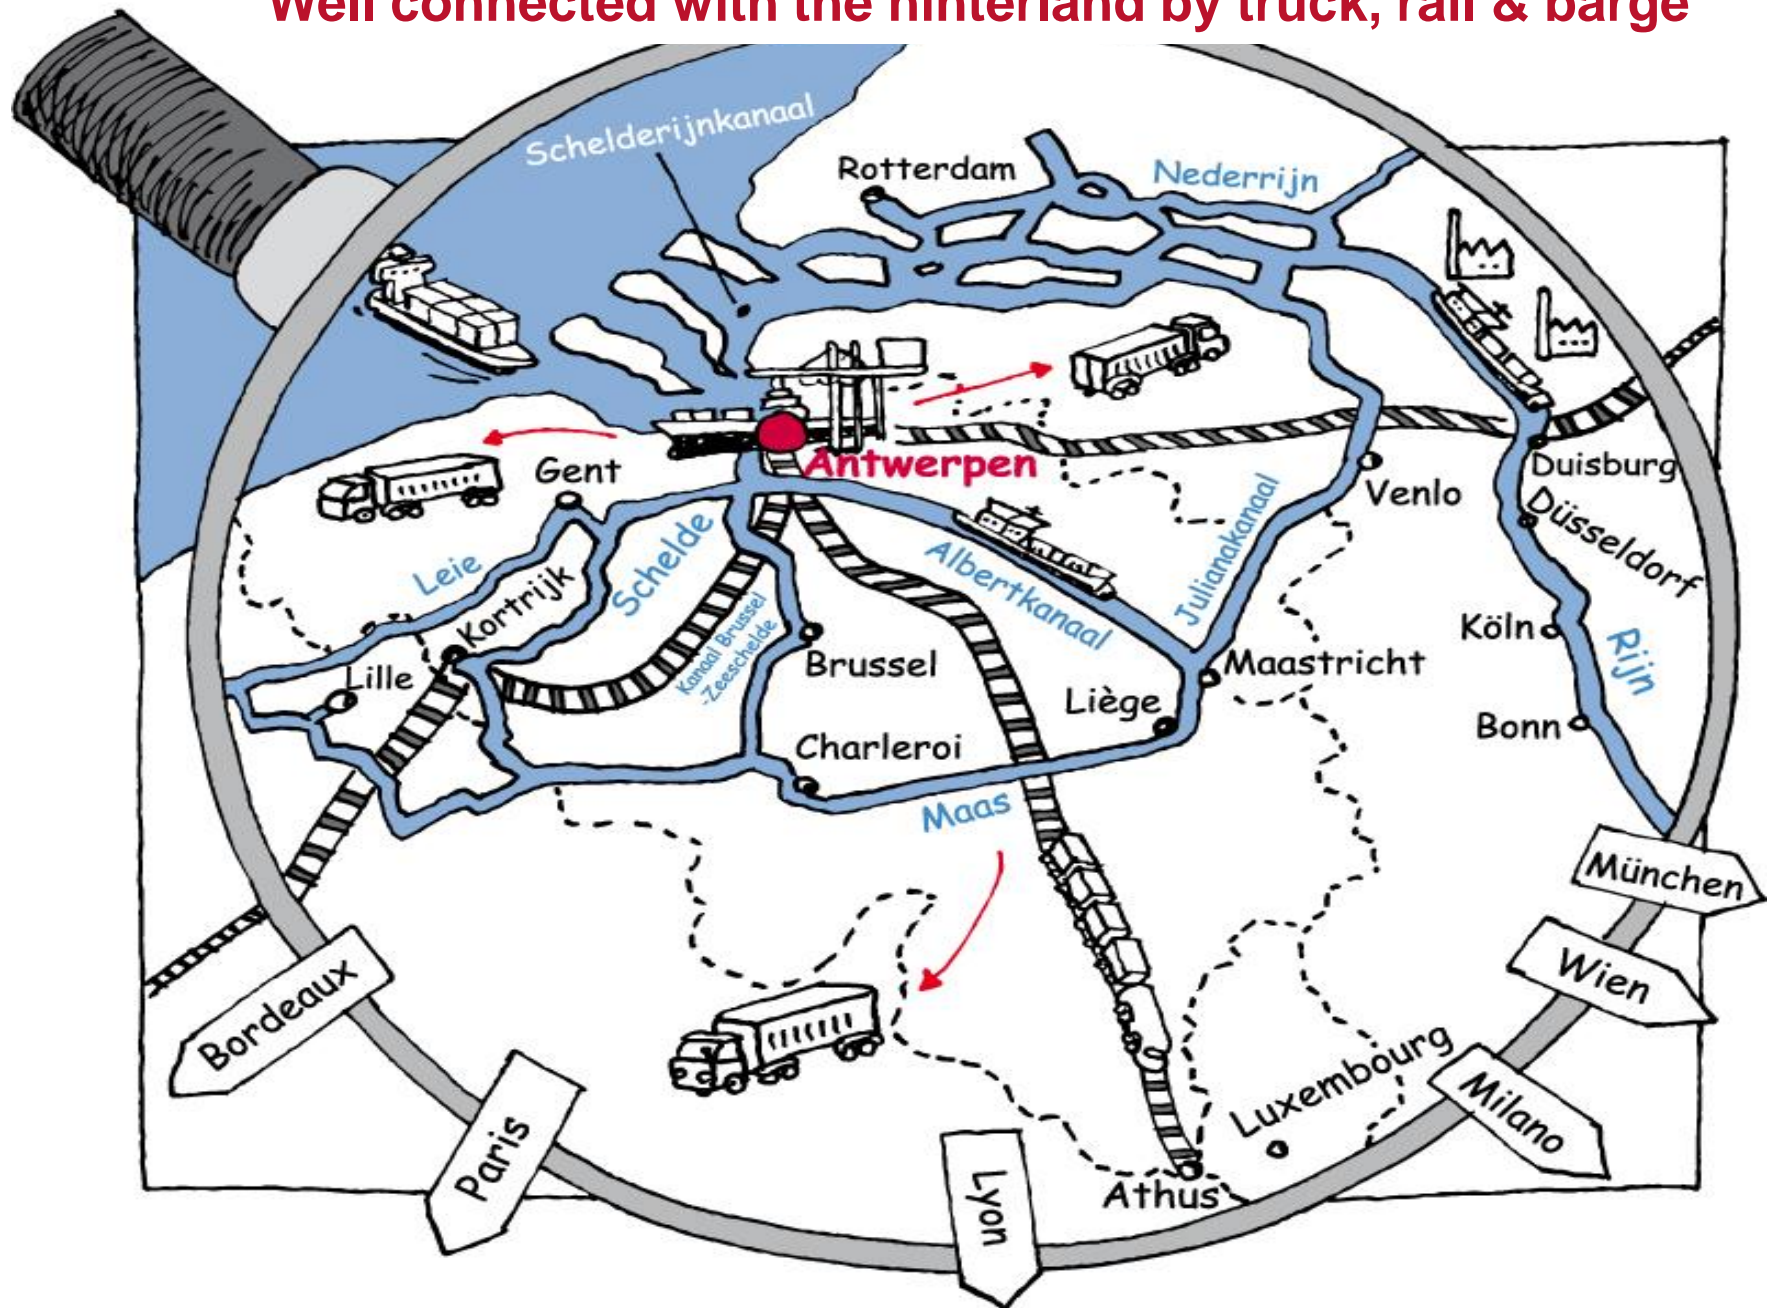 Well connected with the hinterland by truck, rail & barge
Schelderijnkanaal
Rotterdam
Nederrijn
Antwerpen
Gent
Duisburg
Venlo
Düsseldorf
Leie
Schelde
Kortrijk
Albertkanaal
Julianakanaal
Kanaal Brussel
-Zeeschelde
Köln
Rijn
Brussel
Maastricht
Lille
Liège
Bonn
Charleroi
Maas
München
Wien
Bordeaux
Luxembourg
Milano
Paris
Lyon
Athus